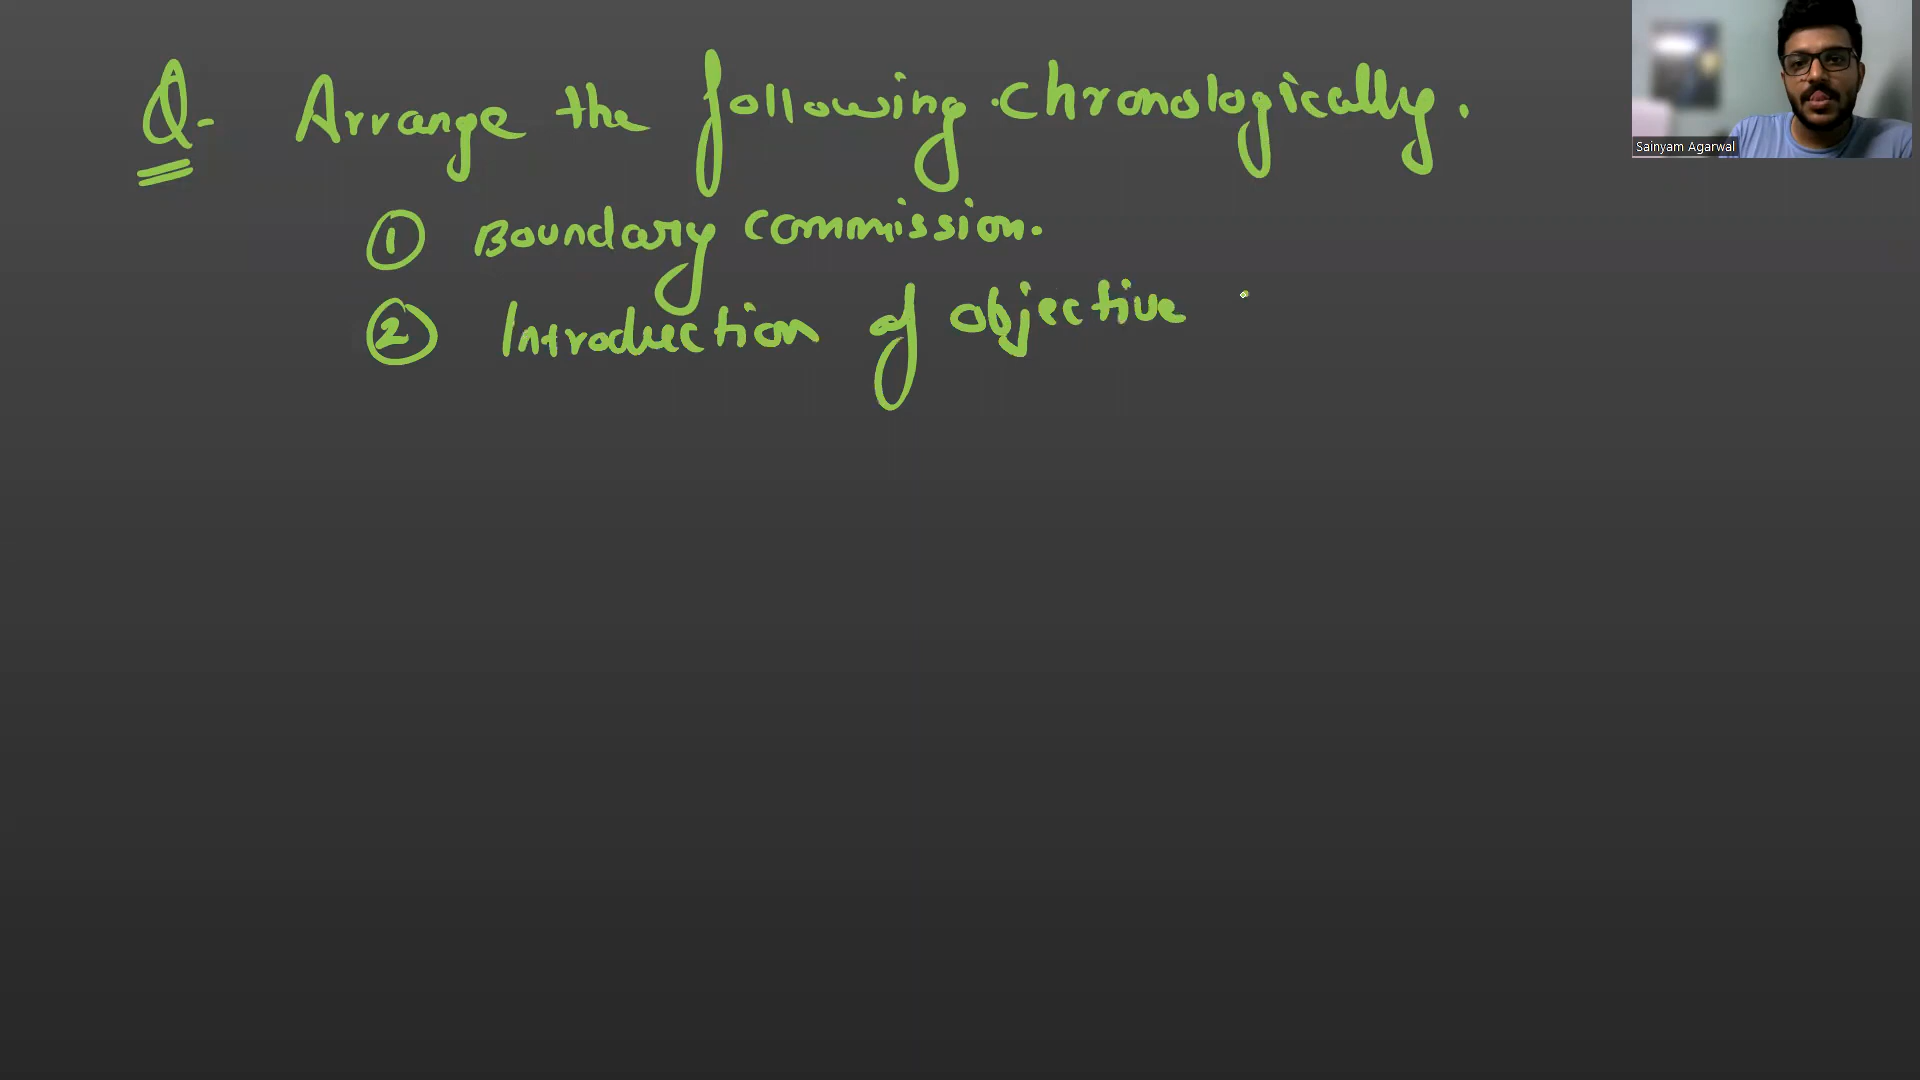 Q- Arrange the following chronologically.
① Boundary commission.
② Introduction of objective
Sainyam Agarwal